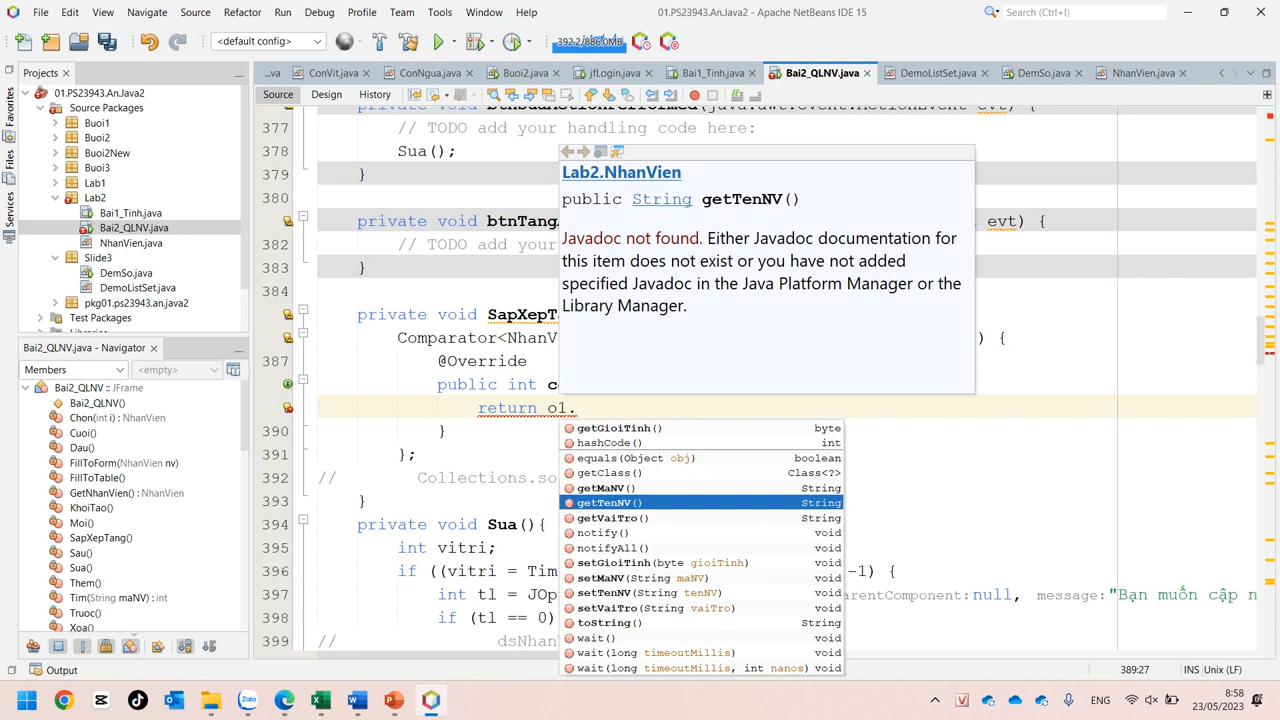 File Edit View Navigate Source Refactor Run Debug Profile Team Tools Window Help 01.PS23943.An.Java2 - Apache NetBeans IDE 15 Search (Ctrl+I)
<default config> 392.2/886.0MB
Projects
...va ConVit.java ConNgua.java Buoi2.java jfLogin.java Bai1_Tinh.java Bai2_QLNV.java DemoListSet.java DemSo.java NhanVien.java
Source Design History
Favorites
Files
Services
01.PS23943.An.Java2
Source Packages
Buoi1
Buoi2
Buoi2New
Buoi3
Lab1
Lab2
Bai1_Tinh.java
Bai2_QLNV.java
NhanVien.java
Slide3
DemSo.java
DemoListSet.java
pkg01.ps23943.an.java2
Test Packages
Bai2_QLNV.java - Navigator
Members <empty>
Bai2_QLNV() :: JFrame
Bai2_QLNV()
Chon(int i) : NhanVien
Cuoi()
Dau()
FillToForm(NhanVien nv)
FillToTable()
GetNhanVien() : NhanVien
KhoiTao()
Moi()
SapXepTang()
Sau()
Sua()
Them()
Tim(String maNV) : int
Truoc()
Xoa()
377 // TODO add your handling code here:
378 Sua();
379 }
380
private void btnTang evt) {
382 // TODO add your
383 }
384
private void SapXepT
Comparator<NhanV ) {
387 @Override
public int c
return o1.
390 }
391 };
392 // Collections.so
393 }
394 private void Sua(){
395 int vitri;
396 if ((vitri = Tim -1) {
397 int tl = JOp arentComponent:null, message:"Bạn muốn cập n
398 if (tl == 0)
399 // dsNhan
Lab2.NhanVien
public String getTenNV()
Javadoc not found. Either Javadoc documentation for
this item does not exist or you have not added
specified Javadoc in the Java Platform Manager or the
Library Manager.
getGioiTinh() byte
hashCode() int
equals(Object obj) boolean
getClass() Class<?>
getMaNV() String
getTenNV() String
getVaiTro() String
notify() void
notifyAll() void
setGioiTinh(byte gioiTinh) void
setMaNV(String maNV) void
setTenNV(String tenNV) void
setVaiTro(String vaiTro) void
toString() String
wait() void
wait(long timeoutMillis) void
wait(long timeoutMillis, int nanos) void
Output 389:27 INS Unix (LF)
Zalo ENG 8:58
23/05/2023